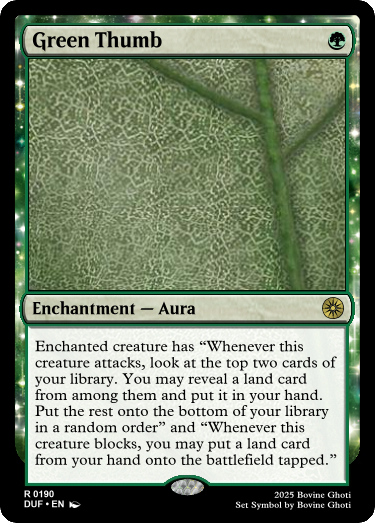 Green Thumb
Enchantment — Aura
Enchanted creature has “Whenever this
creature attacks, look at the top two cards of
your library. You may reveal a land card
from among them and put it in your hand.
Put the rest onto the bottom of your library
in a random order” and “Whenever this
creature blocks, you may put a land card
from your hand onto the battlefield tapped.”
R 0190
2025 Bovine Ghoti
DUF • EN
Set Symbol by Bovine Ghoti